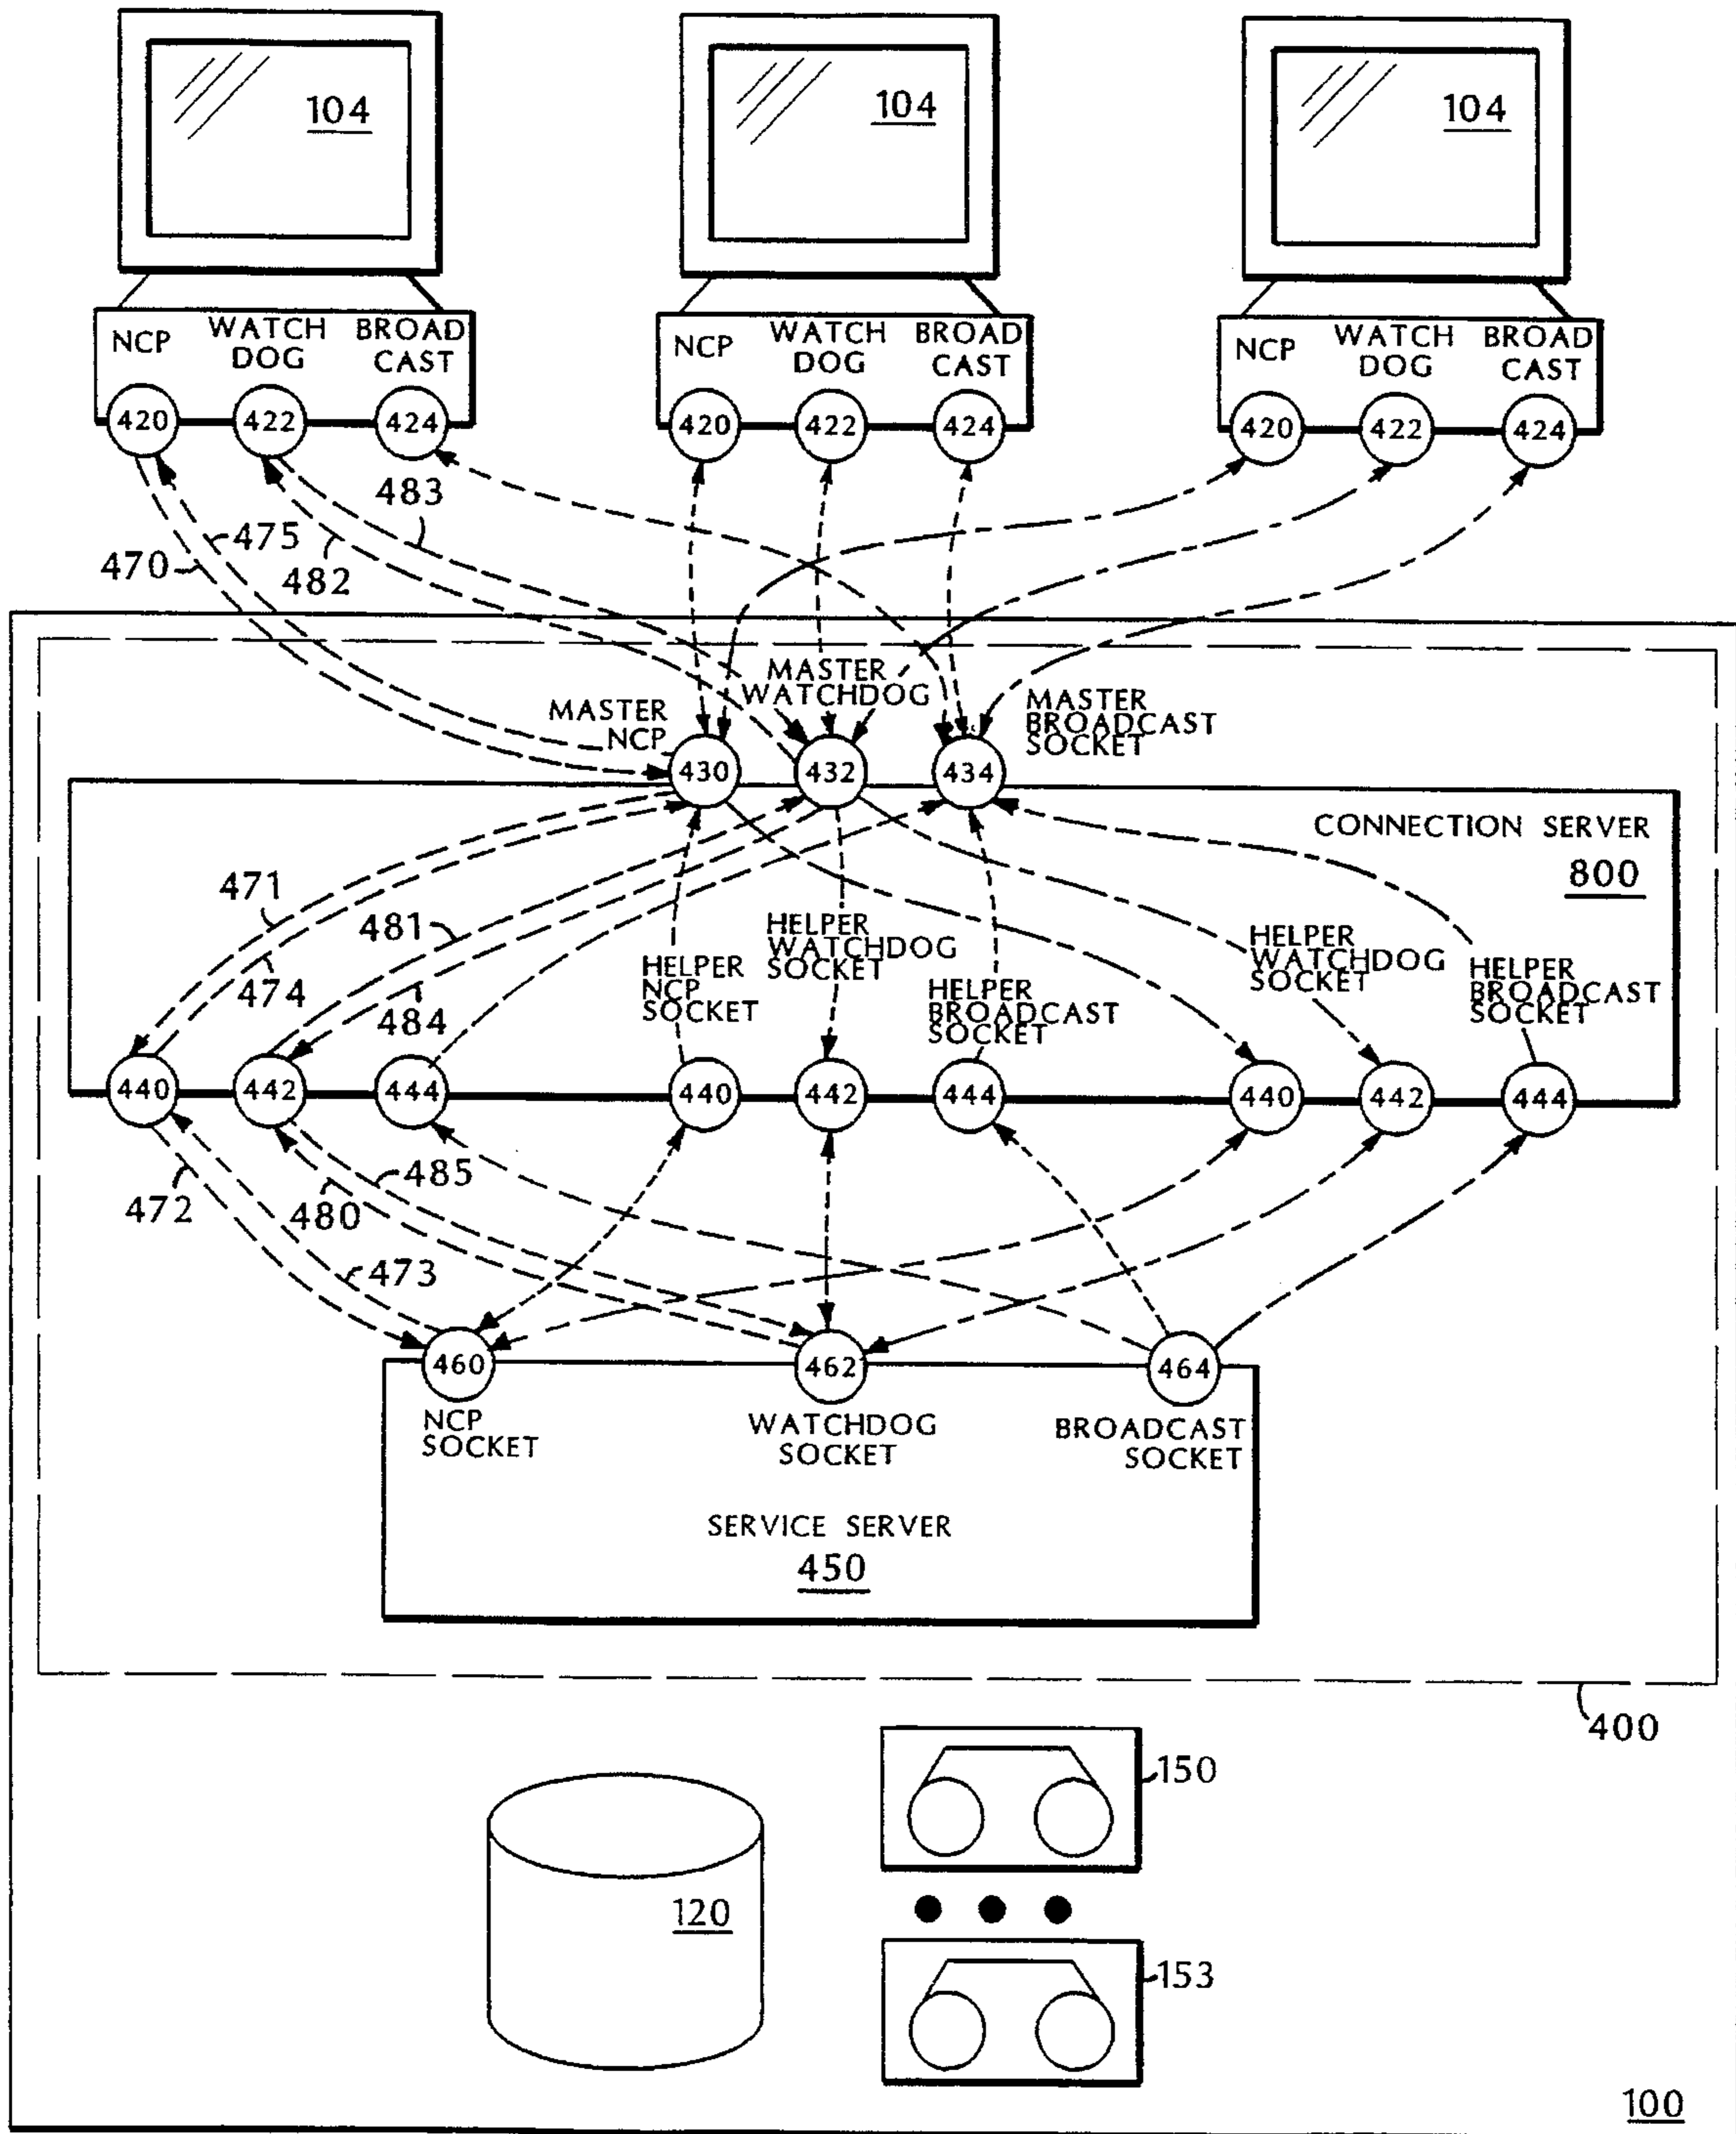 104
104
104
NCP
WATCH
DOG
BROAD
CAST
NCP
WATCH
DOG
BROAD
CAST
NCP
WATCH
DOG
BROAD
CAST
420
422
424
420
422
424
420
422
424
483
475
470
482
MASTER
WATCHDOG
MASTER
NCP
MASTER
BROADCAST
SOCKET
430
432
434
CONNECTION SERVER
800
471
481
474
484
HELPER
NCP
SOCKET
HELPER
WATCHDOG
SOCKET
HELPER
BROADCAST
SOCKET
HELPER
WATCHDOG
SOCKET
HELPER
BROADCAST
SOCKET
440
442
444
440
442
444
440
442
444
472
480
485
473
460
462
464
NCP
SOCKET
WATCHDOG
SOCKET
BROADCAST
SOCKET
SERVICE SERVER
450
400
150
120
153
100